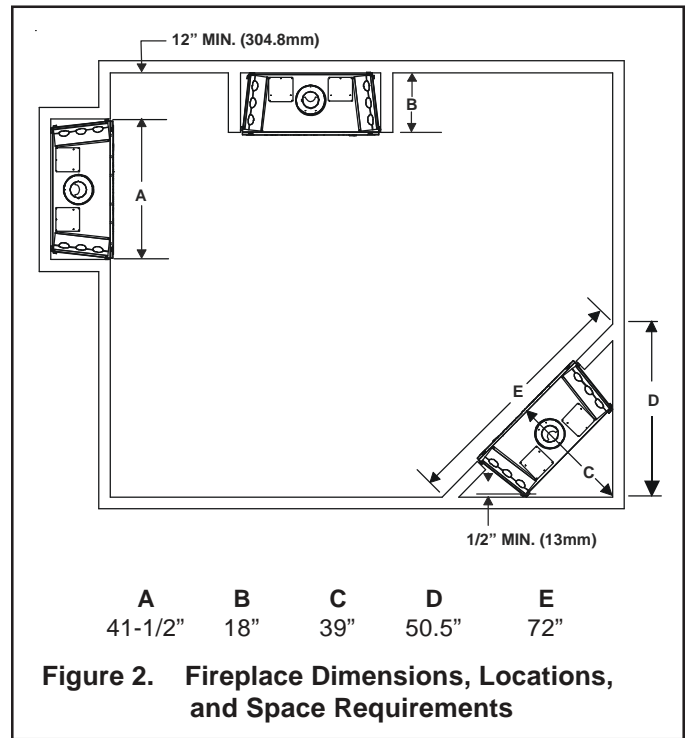 12” MIN. (304.8mm)
B
A
E
D
C
1/2” MIN. (13mm)
A B C D E
41-1/2” 18” 39” 50.5” 72”
Figure 2. Fireplace Dimensions, Locations,
and Space Requirements